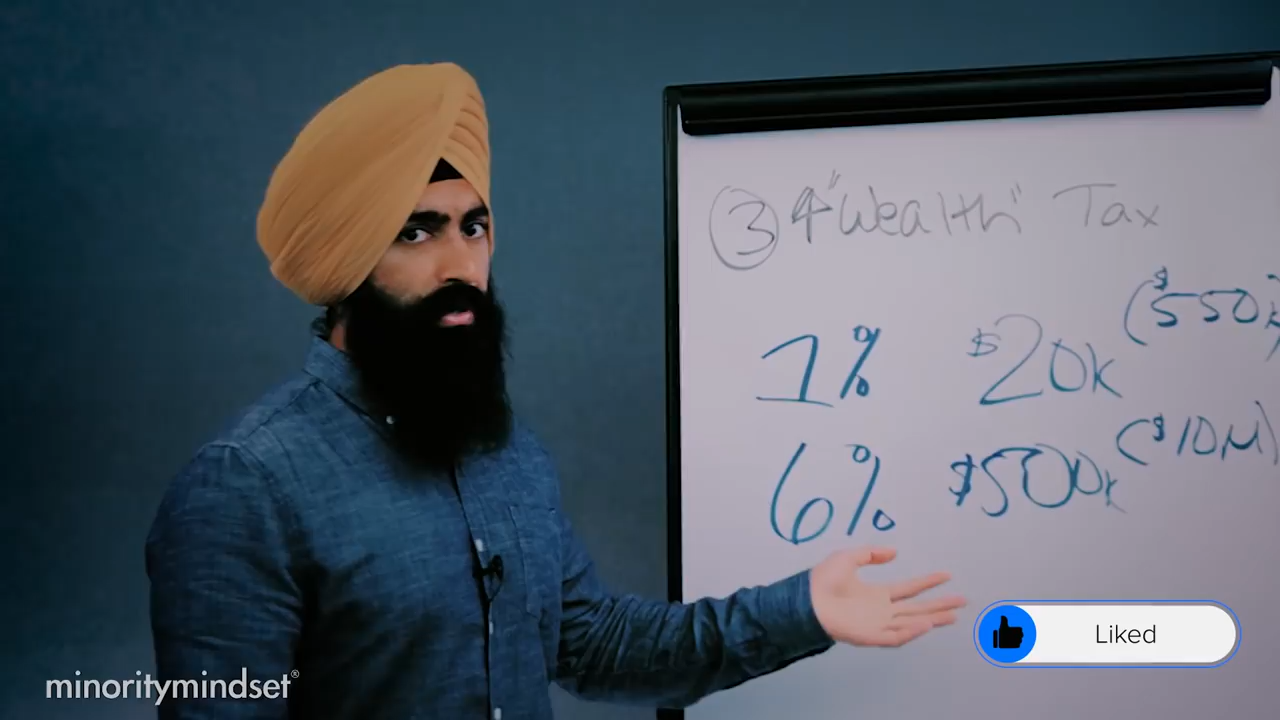 ③ 4 "Wealth" Tax
($550k)
1% $20k
($10M)
6% $500k
Liked
minoritymindset®